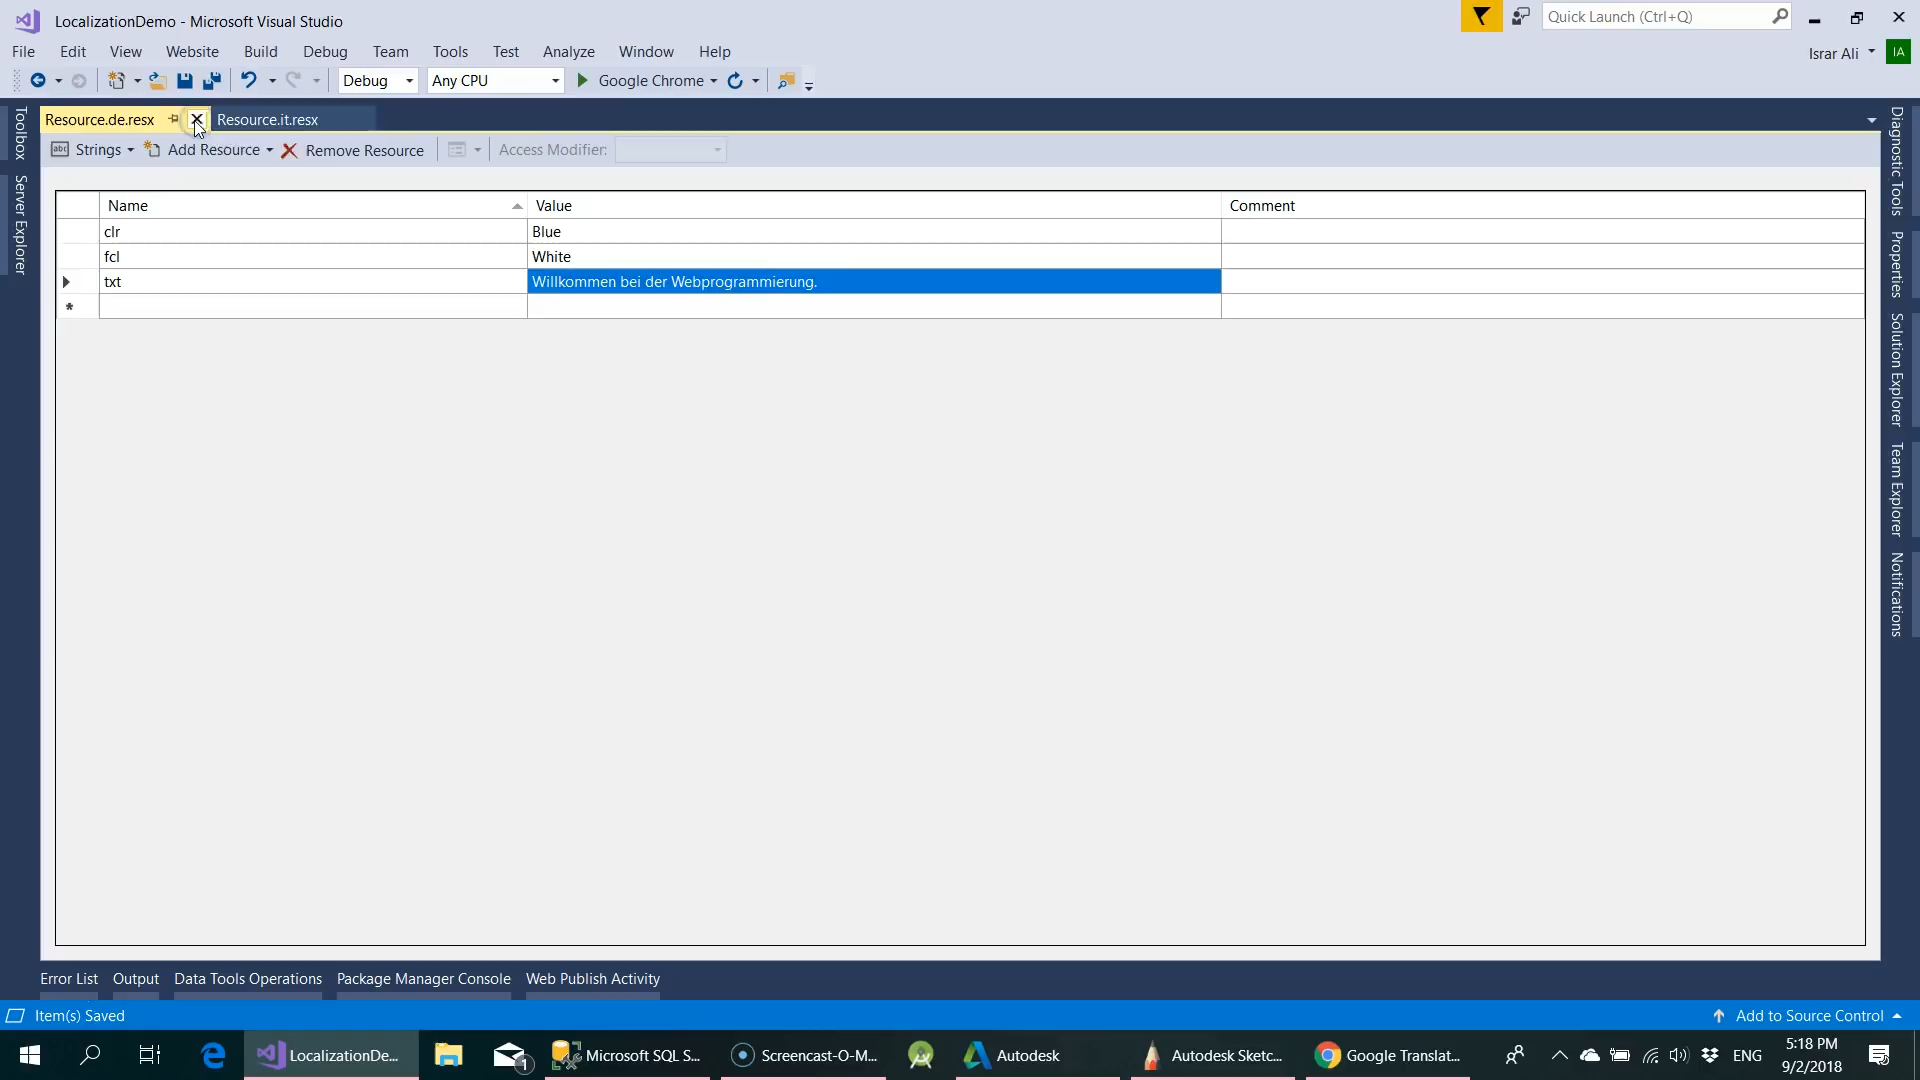 LocalizationDemo - Microsoft Visual Studio
Quick Launch (Ctrl+Q)
File Edit View Website Build Debug Team Tools Test Analyze Window Help
Israr Ali IA
Debug Any CPU Google Chrome
Resource.de.resx Resource.it.resx
Strings Add Resource Remove Resource Access Modifier:
Name Value Comment
clr Blue
fcl White
txt Willkommen bei der Webprogrammierung.
*
Toolbox
Server Explorer
Diagnostic Tools
Properties
Solution Explorer
Team Explorer
Notifications
Error List Output Data Tools Operations Package Manager Console Web Publish Activity
Item(s) Saved
Add to Source Control
LocalizationDe... 1 Microsoft SQL S... Screencast-O-M... Autodesk Autodesk Sketc... Google Translat... ENG
5:18 PM
9/2/2018